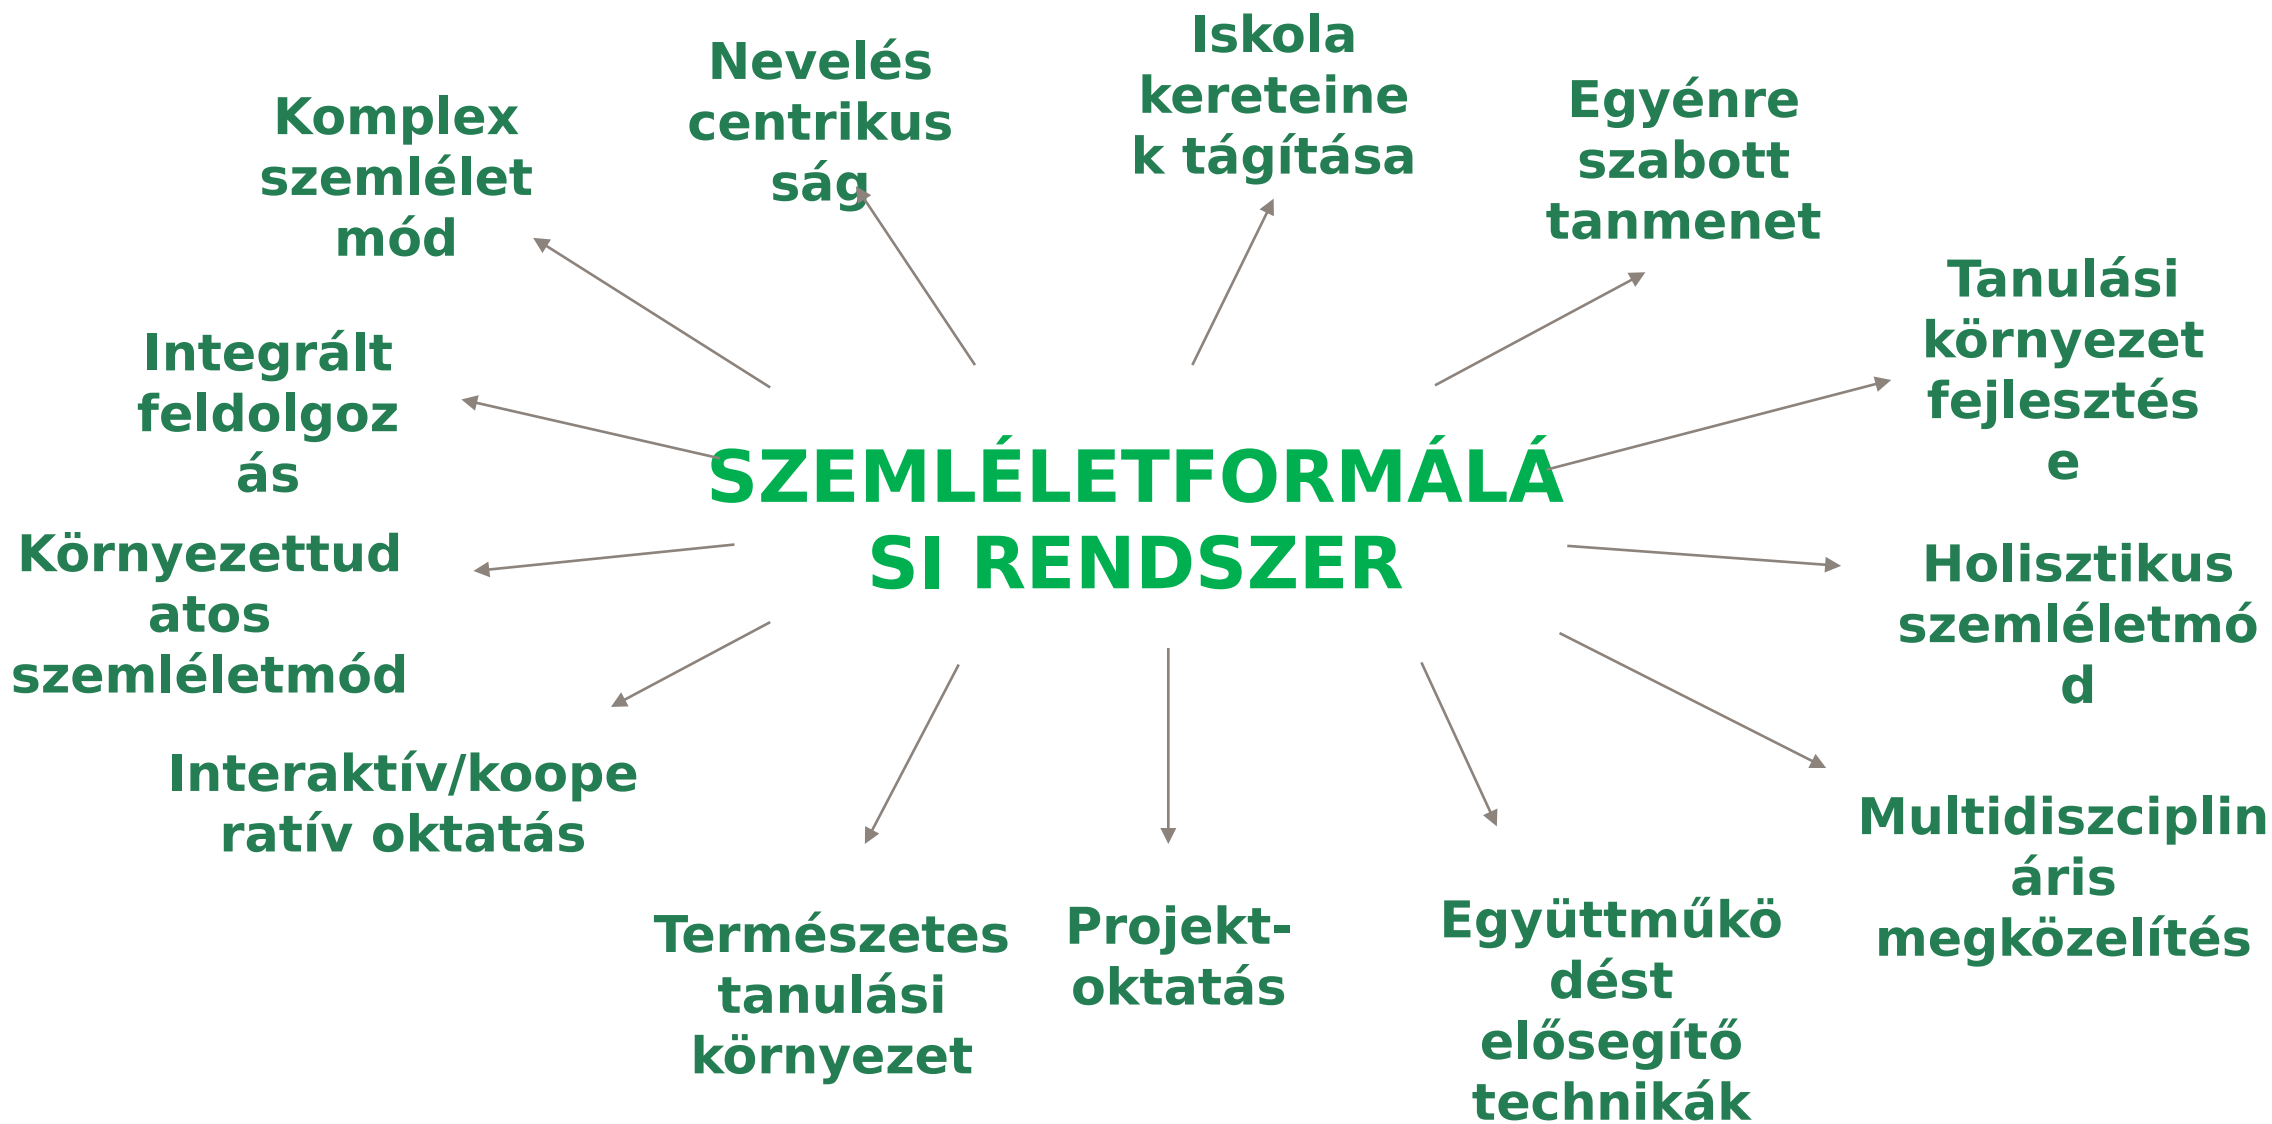 Iskola
kereteine
k tágítása
Nevelés
centrikus
ság
Egyénre
szabott
tanmenet
Komplex
szemlélet
mód
Tanulási
környezet
fejlesztés
e
Integrált
feldolgoz
ás
SZEMLÉLETFORMÁLÁ
SI RENDSZER
Környezettud
atos
szemléletmód
Holisztikus
szemléletmó
d
Interaktív/koope
ratív oktatás
Multidiszciplin
áris
megközelítés
Természetes
tanulási
környezet
Projekt-
oktatás
Együttműkö
dést
elősegítő
technikák